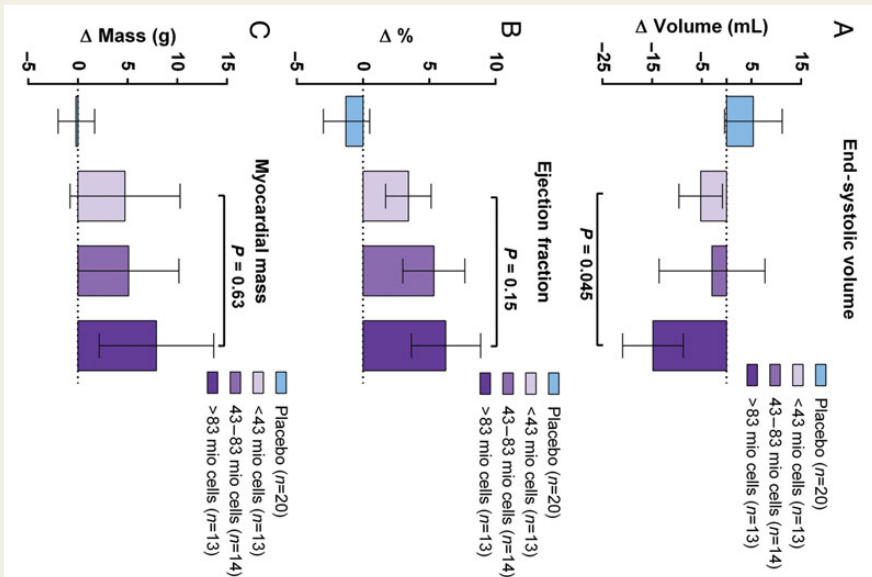 A
End-systolic volume
Δ Volume (mL)
15
5
-5
-15
-25
P = 0.045
Placebo (n=20)
<43 mio cells (n=13)
43–83 mio cells (n=14)
>83 mio cells (n=13)
B
Ejection fraction
Δ %
10
5
0
-5
P = 0.15
Placebo (n=20)
<43 mio cells (n=13)
43–83 mio cells (n=14)
>83 mio cells (n=13)
C
Myocardial mass
Δ Mass (g)
15
10
5
0
-5
P = 0.63
Placebo (n=20)
<43 mio cells (n=13)
43–83 mio cells (n=14)
>83 mio cells (n=13)